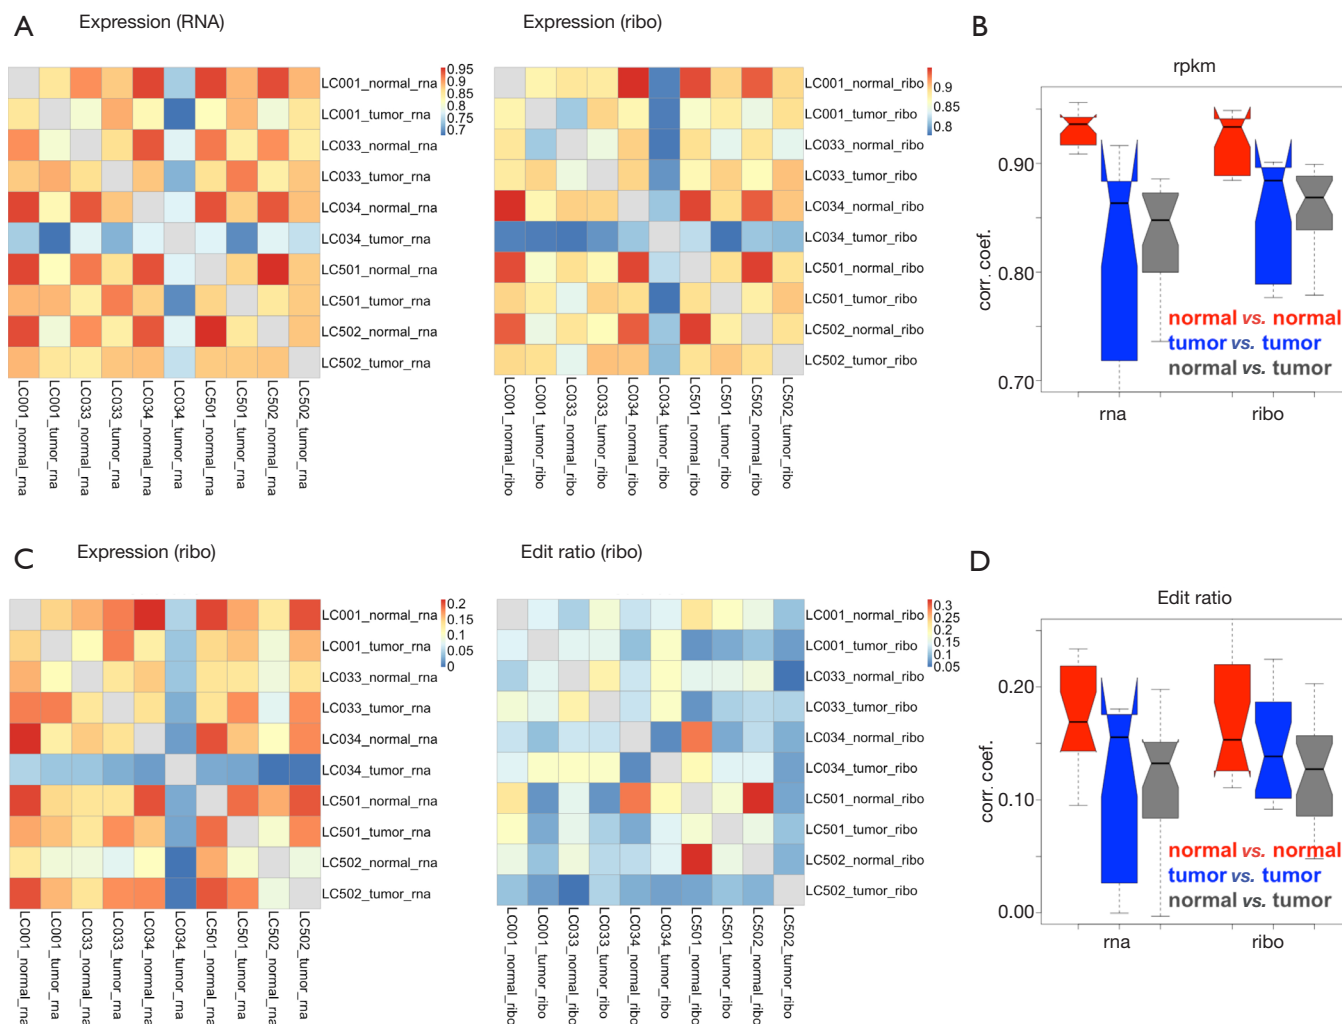 A
Expression (RNA)
LC001_normal_rna
LC001_tumor_rna
LC033_normal_rna
LC033_tumor_rna
LC034_normal_rna
LC034_tumor_rna
LC501_normal_rna
LC501_tumor_rna
LC502_normal_rna
LC502_tumor_rna
0.95
0.9
0.85
0.8
0.75
0.7
LC001_normal_rna
LC001_tumor_rna
LC033_normal_rna
LC033_tumor_rna
LC034_normal_rna
LC034_tumor_rna
LC501_normal_rna
LC501_tumor_rna
LC502_normal_rna
LC502_tumor_rna
Expression (ribo)
LC001_normal_ribo
LC001_tumor_ribo
LC033_normal_ribo
LC033_tumor_ribo
LC034_normal_ribo
LC034_tumor_ribo
LC501_normal_ribo
LC501_tumor_ribo
LC502_normal_ribo
LC502_tumor_ribo
0.9
0.85
0.8
LC001_normal_ribo
LC001_tumor_ribo
LC033_normal_ribo
LC033_tumor_ribo
LC034_normal_ribo
LC034_tumor_ribo
LC501_normal_ribo
LC501_tumor_ribo
LC502_normal_ribo
LC502_tumor_ribo
B
rpkm
corr. coef.
0.90
0.80
0.70
normal vs. normal
tumor vs. tumor
normal vs. tumor
rna
ribo
C
Expression (ribo)
LC001_normal_rna
LC001_tumor_rna
LC033_normal_rna
LC033_tumor_rna
LC034_normal_rna
LC034_tumor_rna
LC501_normal_rna
LC501_tumor_rna
LC502_normal_rna
LC502_tumor_rna
0.2
0.15
0.1
0.05
0
LC001_normal_rna
LC001_tumor_rna
LC033_normal_rna
LC033_tumor_rna
LC034_normal_rna
LC034_tumor_rna
LC501_normal_rna
LC501_tumor_rna
LC502_normal_rna
LC502_tumor_rna
Edit ratio (ribo)
LC001_normal_ribo
LC001_tumor_ribo
LC033_normal_ribo
LC033_tumor_ribo
LC034_normal_ribo
LC034_tumor_ribo
LC501_normal_ribo
LC501_tumor_ribo
LC502_normal_ribo
LC502_tumor_ribo
0.3
0.25
0.2
0.15
0.1
0.05
LC001_normal_ribo
LC001_tumor_ribo
LC033_normal_ribo
LC033_tumor_ribo
LC034_normal_ribo
LC034_tumor_ribo
LC501_normal_ribo
LC501_tumor_ribo
LC502_normal_ribo
LC502_tumor_ribo
D
Edit ratio
corr. coef.
0.20
0.10
0.00
normal vs. normal
tumor vs. tumor
normal vs. tumor
rna
ribo